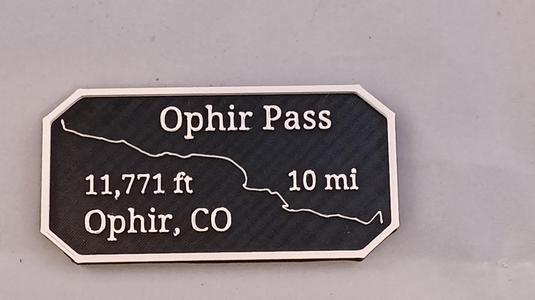 Ophir Pass
11,771 ft
10 mi
Ophir, CO